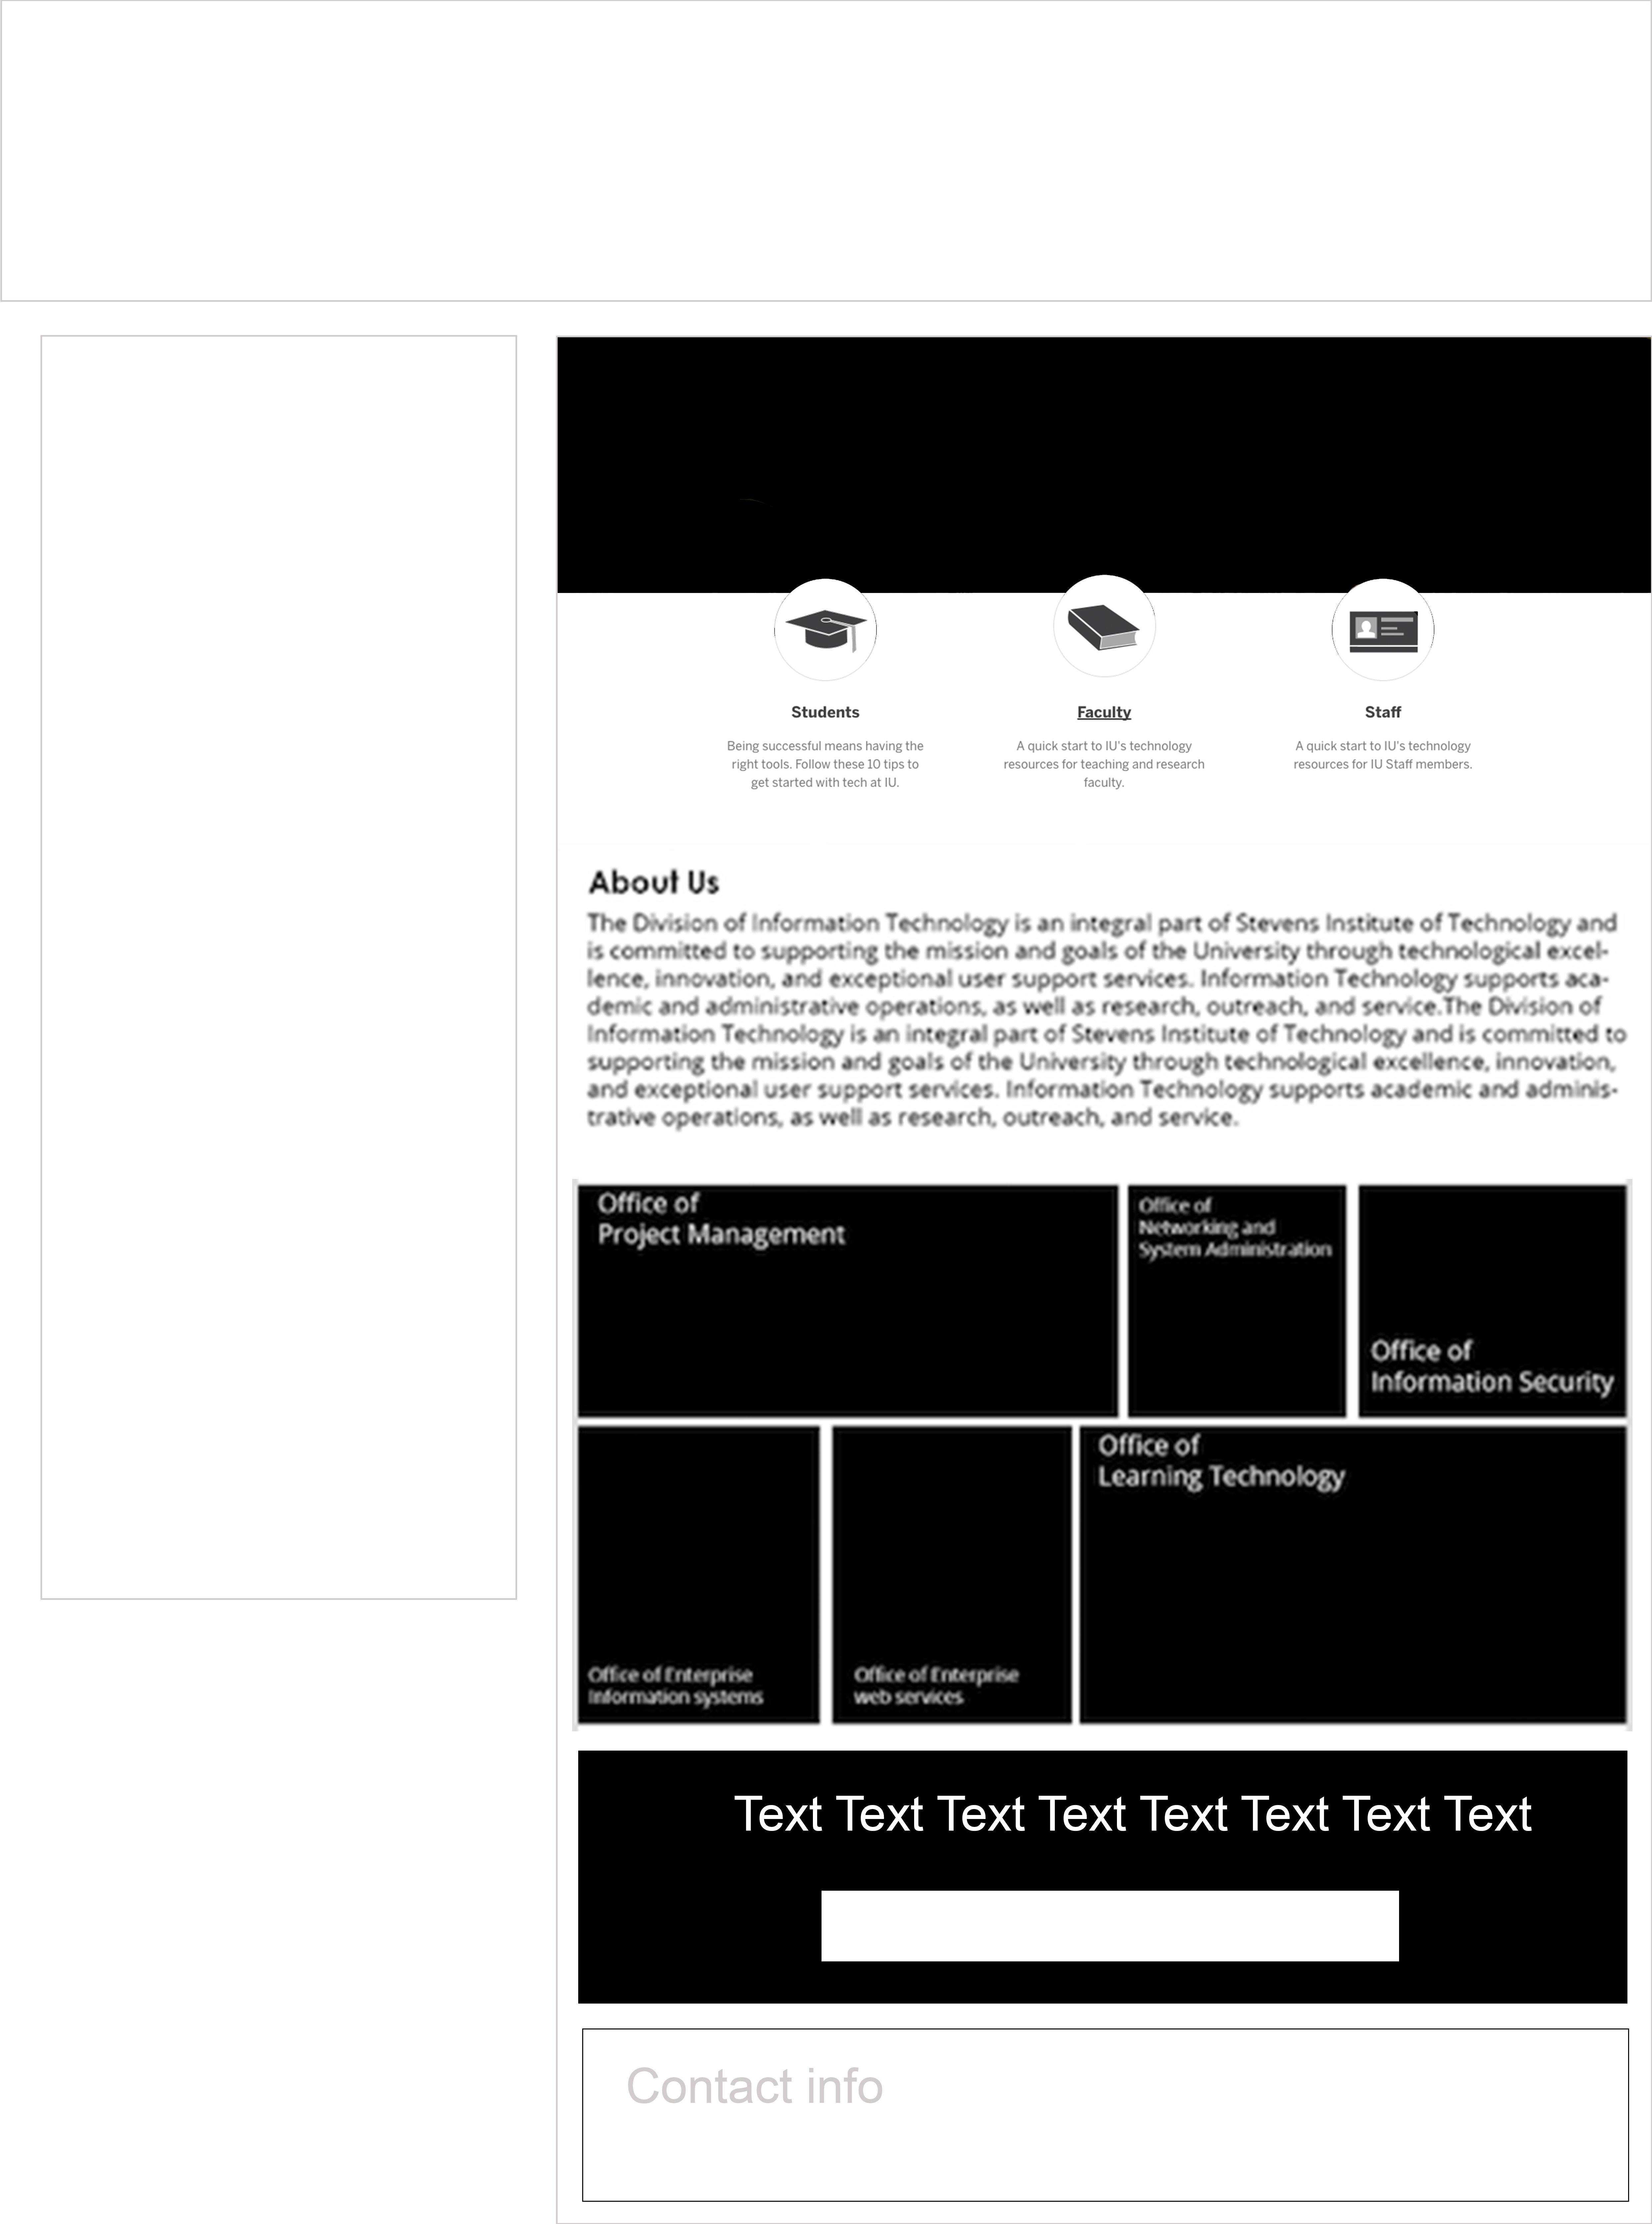 Students
Being successful means having the
right tools. Follow these 10 tips to
get started with tech at IU.
Faculty
A quick start to IU's technology
resources for teaching and research
faculty.
Staff
A quick start to IU's technology
resources for IU Staff members.
About Us
The Division of Information Technology is an integral part of Stevens Institute of Technology and
is committed to supporting the mission and goals of the University through technological excel-
lence, innovation, and exceptional user support services. Information Technology supports aca-
demic and administrative operations, as well as research, outreach, and service.The Division of
Information Technology is an integral part of Stevens Institute of Technology and is committed to
supporting the mission and goals of the University through technological excellence, innovation,
and exceptional user support services. Information Technology supports academic and adminis-
trative operations, as well as research, outreach, and service.
Office of
Project Management
Office of
Networking and
System Administration
Office of
Information Security
Office of Enterprise
Information systems
Office of Enterprise
web services
Office of
Learning Technology
Text Text Text Text Text Text Text Text
Contact info